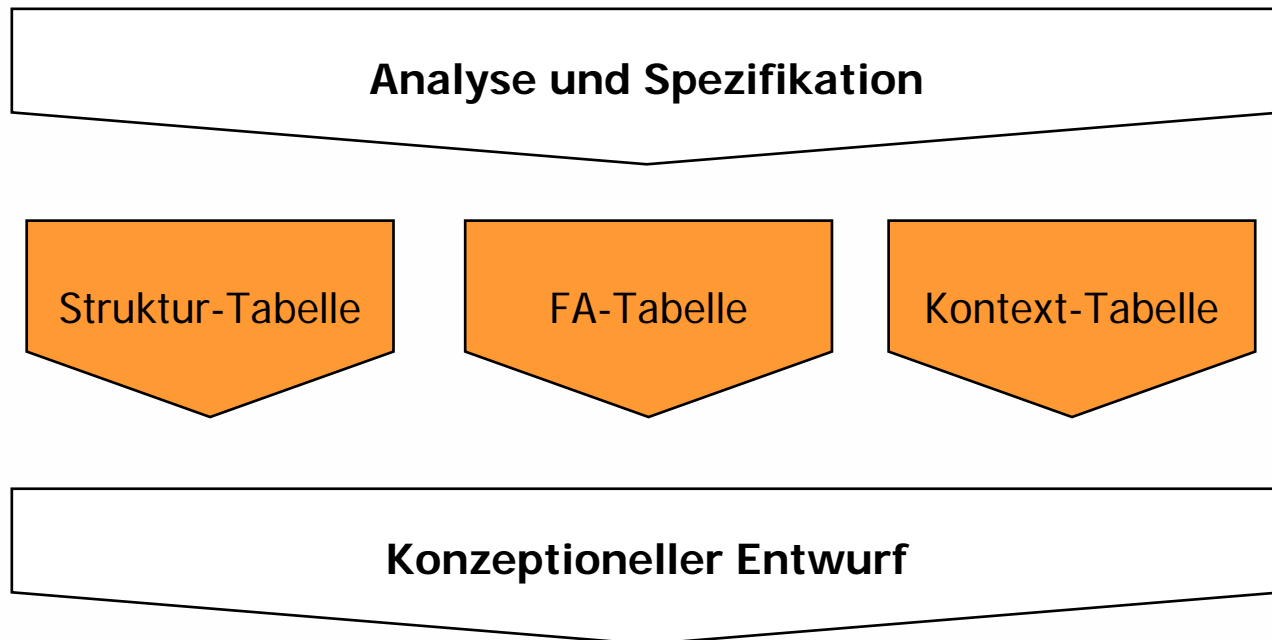 Analyse und Spezifikation
Struktur-Tabelle
FA-Tabelle
Kontext-Tabelle
Konzeptioneller Entwurf